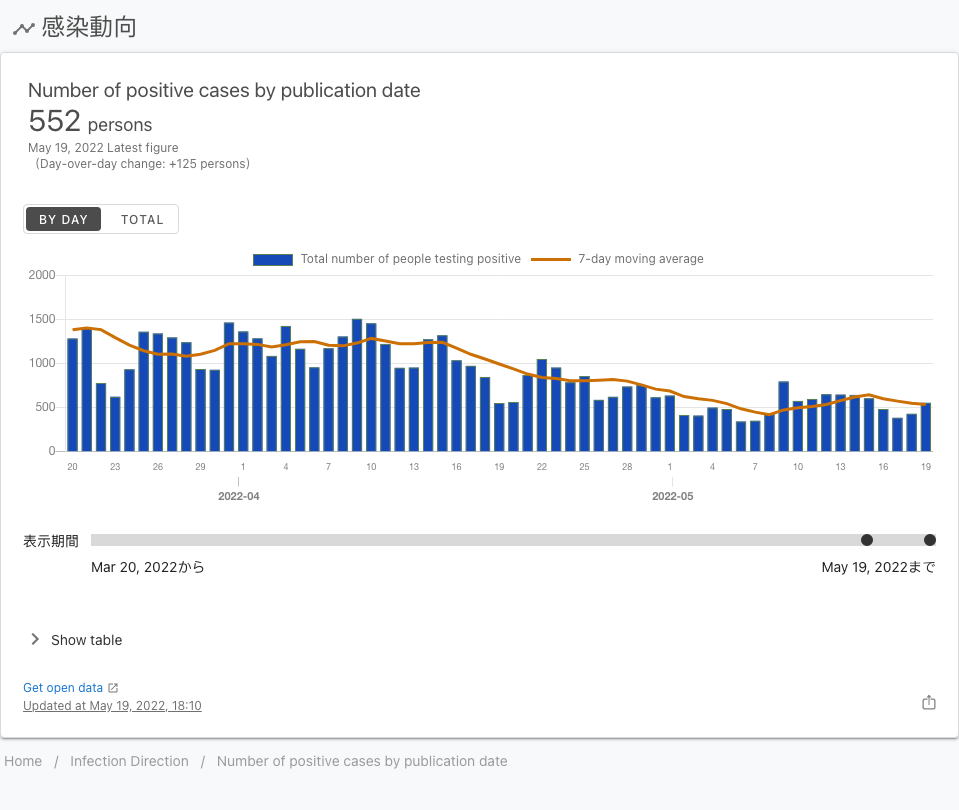 感染動向
Number of positive cases by publication date
552 persons
May 19, 2022 Latest figure
(Day-over-day change: +125 persons)
BY DAY TOTAL
Total number of people testing positive 7-day moving average
2000
1500
1000
500
0
20 23 26 29 1 4 7 10 13 16 19 22 25 28 1 4 7 10 13 16 19
2022-04 2022-05
表示期間
Mar 20, 2022から May 19, 2022まで
Show table
Get open data
Updated at May 19, 2022, 18:10
Home / Infection Direction / Number of positive cases by publication date